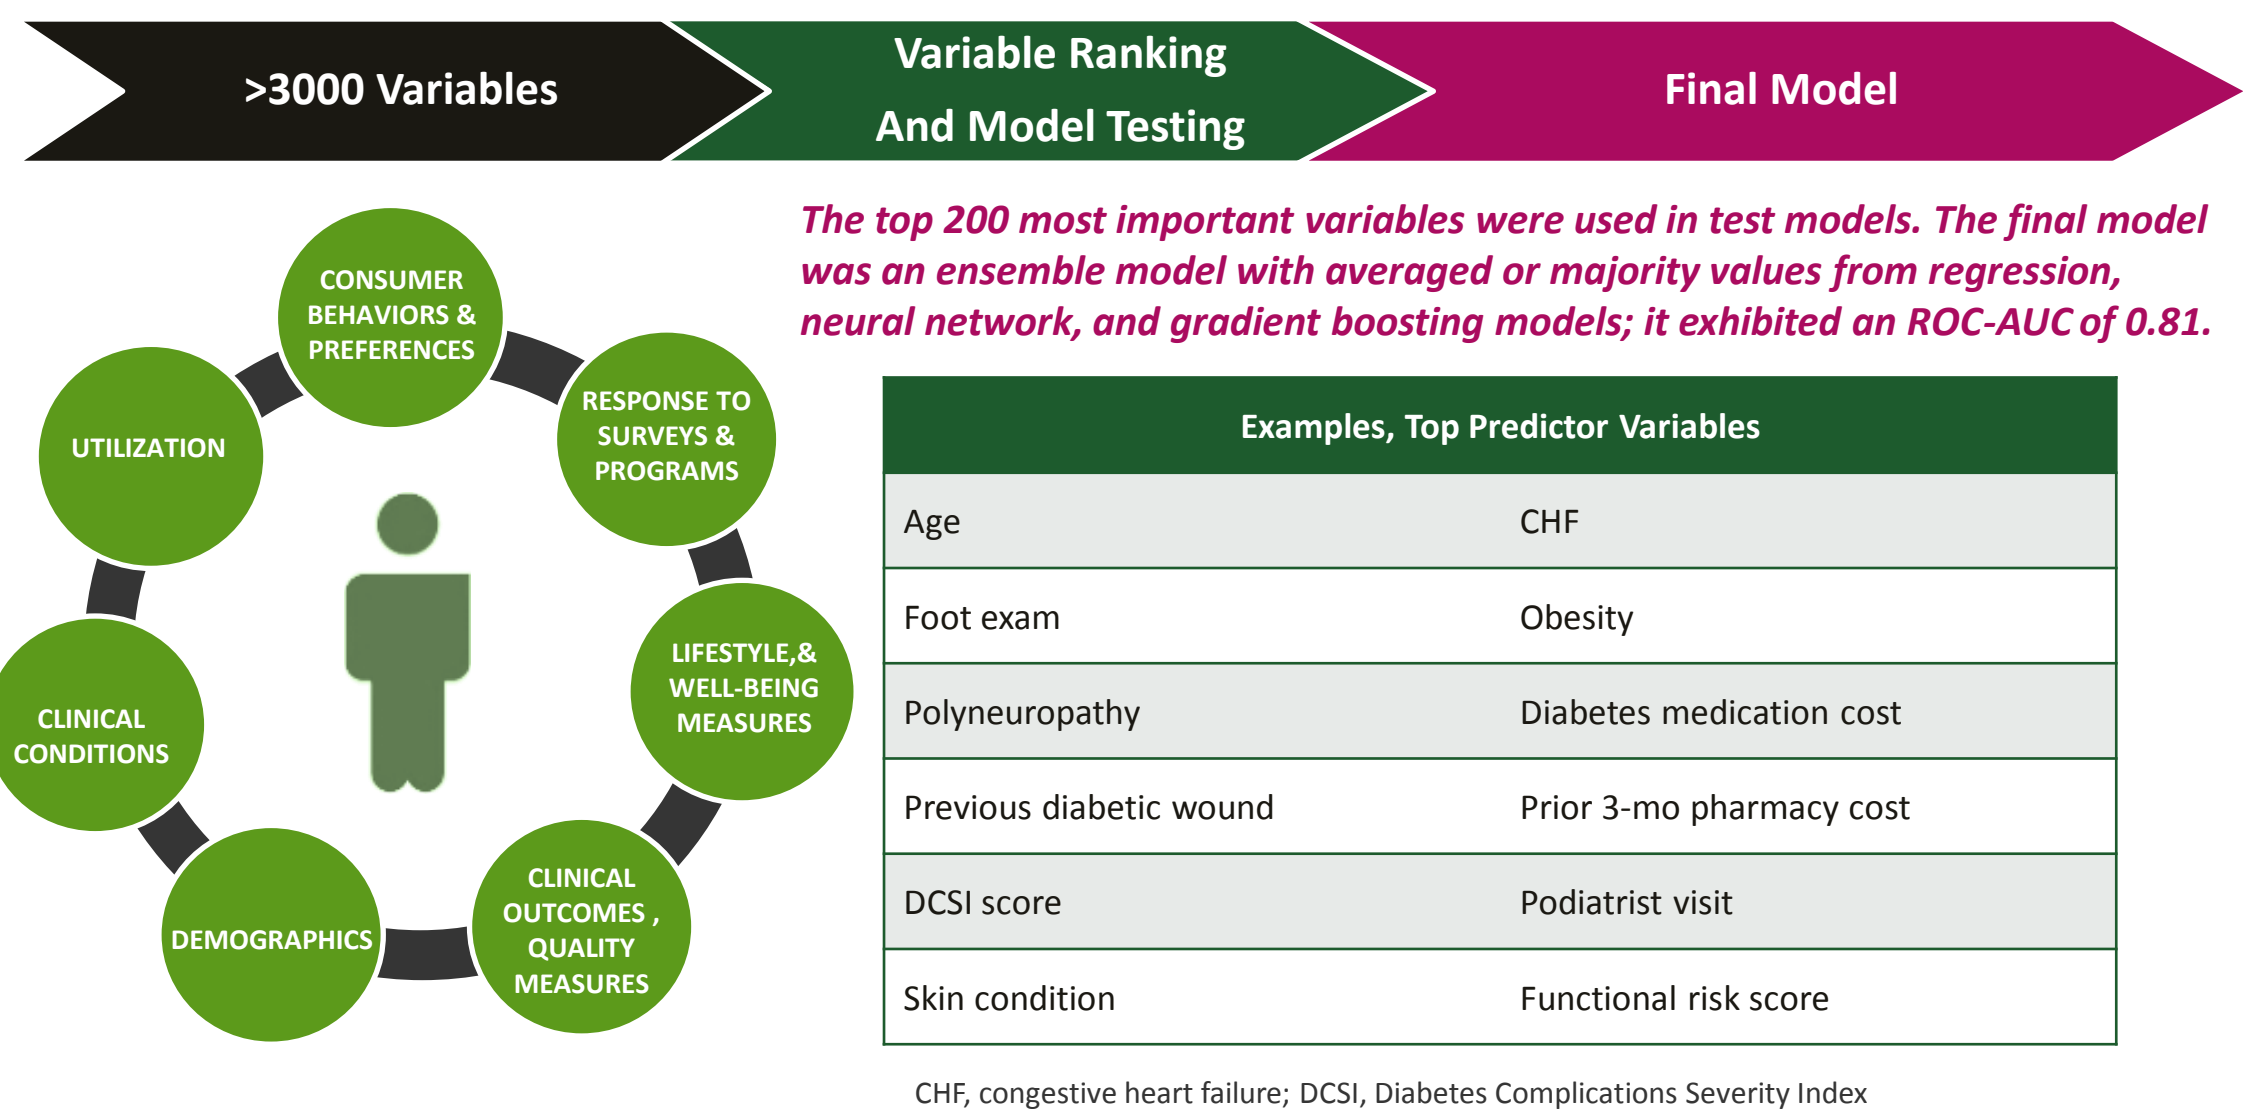 >3000 Variables
Variable Ranking
And Model Testing
Final Model
The top 200 most important variables were used in test models. The final model
was an ensemble model with averaged or majority values from regression,
neural network, and gradient boosting models; it exhibited an ROC-AUC of 0.81.
CONSUMER
BEHAVIORS &
PREFERENCES
RESPONSE TO
SURVEYS &
PROGRAMS
LIFESTYLE,&
WELL-BEING
MEASURES
CLINICAL
OUTCOMES ,
QUALITY
MEASURES
DEMOGRAPHICS
CLINICAL
CONDITIONS
UTILIZATION
Examples, Top Predictor Variables
Age CHF
Foot exam Obesity
Polyneuropathy Diabetes medication cost
Previous diabetic wound Prior 3-mo pharmacy cost
DCSI score Podiatrist visit
Skin condition Functional risk score
CHF, congestive heart failure; DCSI, Diabetes Complications Severity Index